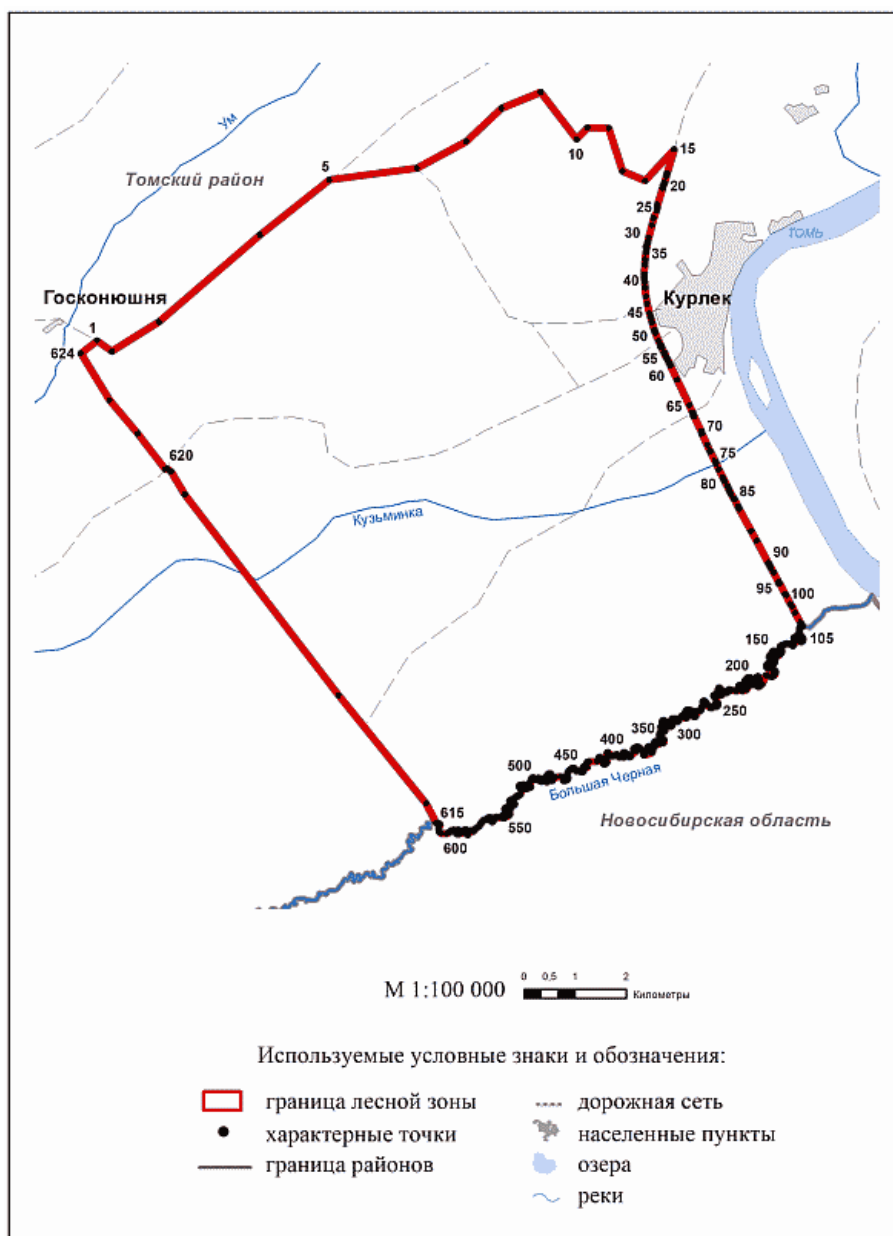 Ум
15
5
10
Томский район
20
25
30
ТОМЬ
35
40
Госконюшня
Курлек
1
45
624
50
55
60
65
70
620
75
80
85
Кузьминка
90
95
100
105
150
200
250
350
300
400
450
500
Большая Черная
615
550
Новосибирская область
600
0 0,5 1 2
М 1:100 000
Километры
Используемые условные знаки и обозначения:
граница лесной зоны
дорожная сеть
характерные точки
населенные пункты
граница районов
озера
реки